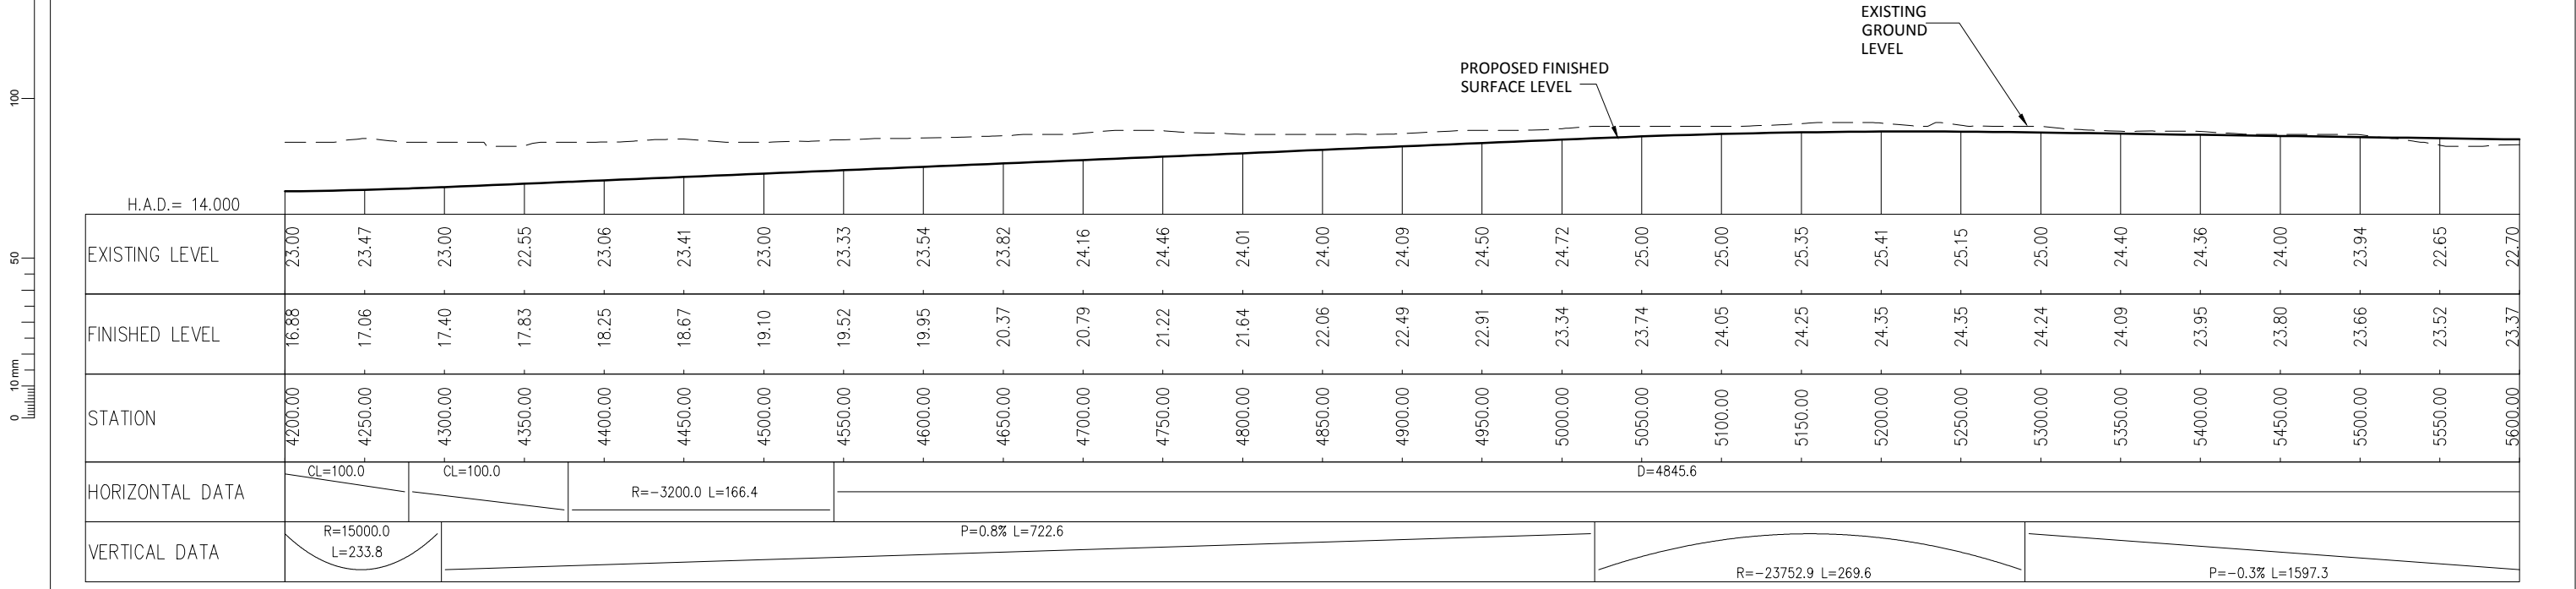 EXISTING
GROUND
LEVEL
PROPOSED FINISHED
SURFACE LEVEL
100
50
10 mm
0
H.A.D.= 14.000
EXISTING LEVEL 23.00 23.47 23.00 22.55 23.06 23.41 23.00 23.33 23.54 23.82 24.16 24.46 24.01 24.00 24.09 24.50 24.72 25.00 25.00 25.35 25.41 25.15 25.00 24.40 24.36 24.00 23.94 22.65 22.70
FINISHED LEVEL 16.88 17.06 17.40 17.83 18.25 18.67 19.10 19.52 19.95 20.37 20.79 21.22 21.64 22.06 22.49 22.91 23.34 23.74 24.05 24.25 24.35 24.35 24.24 24.09 23.95 23.80 23.66 23.52 23.37
STATION 4200.00 4250.00 4300.00 4350.00 4400.00 4450.00 4500.00 4550.00 4600.00 4650.00 4700.00 4750.00 4800.00 4850.00 4900.00 4950.00 5000.00 5050.00 5100.00 5150.00 5200.00 5250.00 5300.00 5350.00 5400.00 5450.00 5500.00 5550.00 5600.00
HORIZONTAL DATA CL=100.0 CL=100.0 R=-3200.0 L=166.4 D=4845.6
VERTICAL DATA R=15000.0 L=233.8 P=0.8% L=722.6 R=-23752.9 L=269.6 P=-0.3% L=1597.3